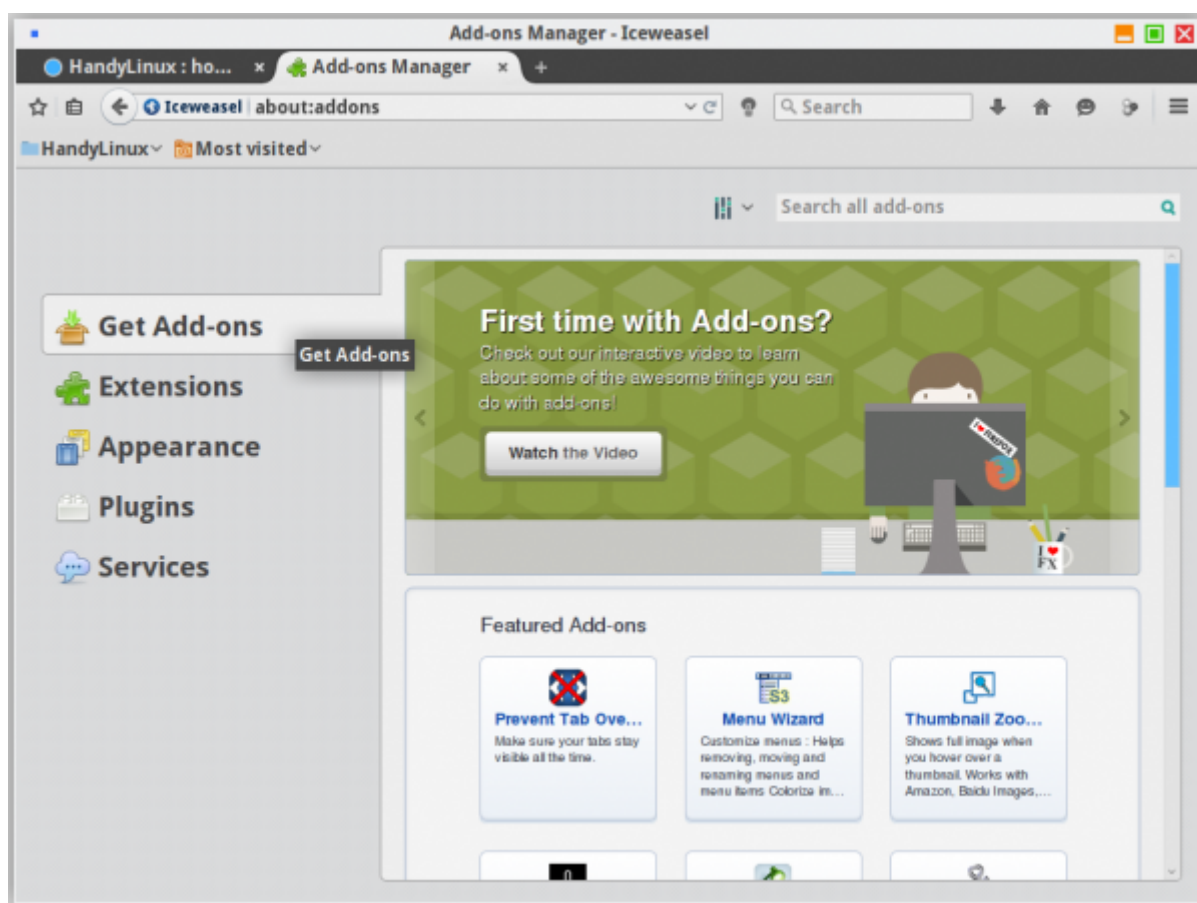 Add-ons Manager - Iceweasel
HandyLinux : ho... × Add-ons Manager × +
Iceweasel about:addons Search
HandyLinux Most visited
Search all add-ons
Get Add-ons
Get Add-ons
Extensions
Appearance
Plugins
Services
First time with Add-ons?
Check out our interactive video to learn
about some of the awesome things you can
do with add-ons!
Watch the Video
I ♥ FIREFOX
I ♥
FX
Featured Add-ons
Prevent Tab Ove...
Make sure your tabs stay
visible all the time.
S3
Menu Wizard
Customize menus : Helps
removing, moving and
renaming menus and
menu items Colorize im...
Thumbnail Zoo...
Shows full image when
you hover over a
thumbnail. Works with
Amazon, Baidu Images,...
0